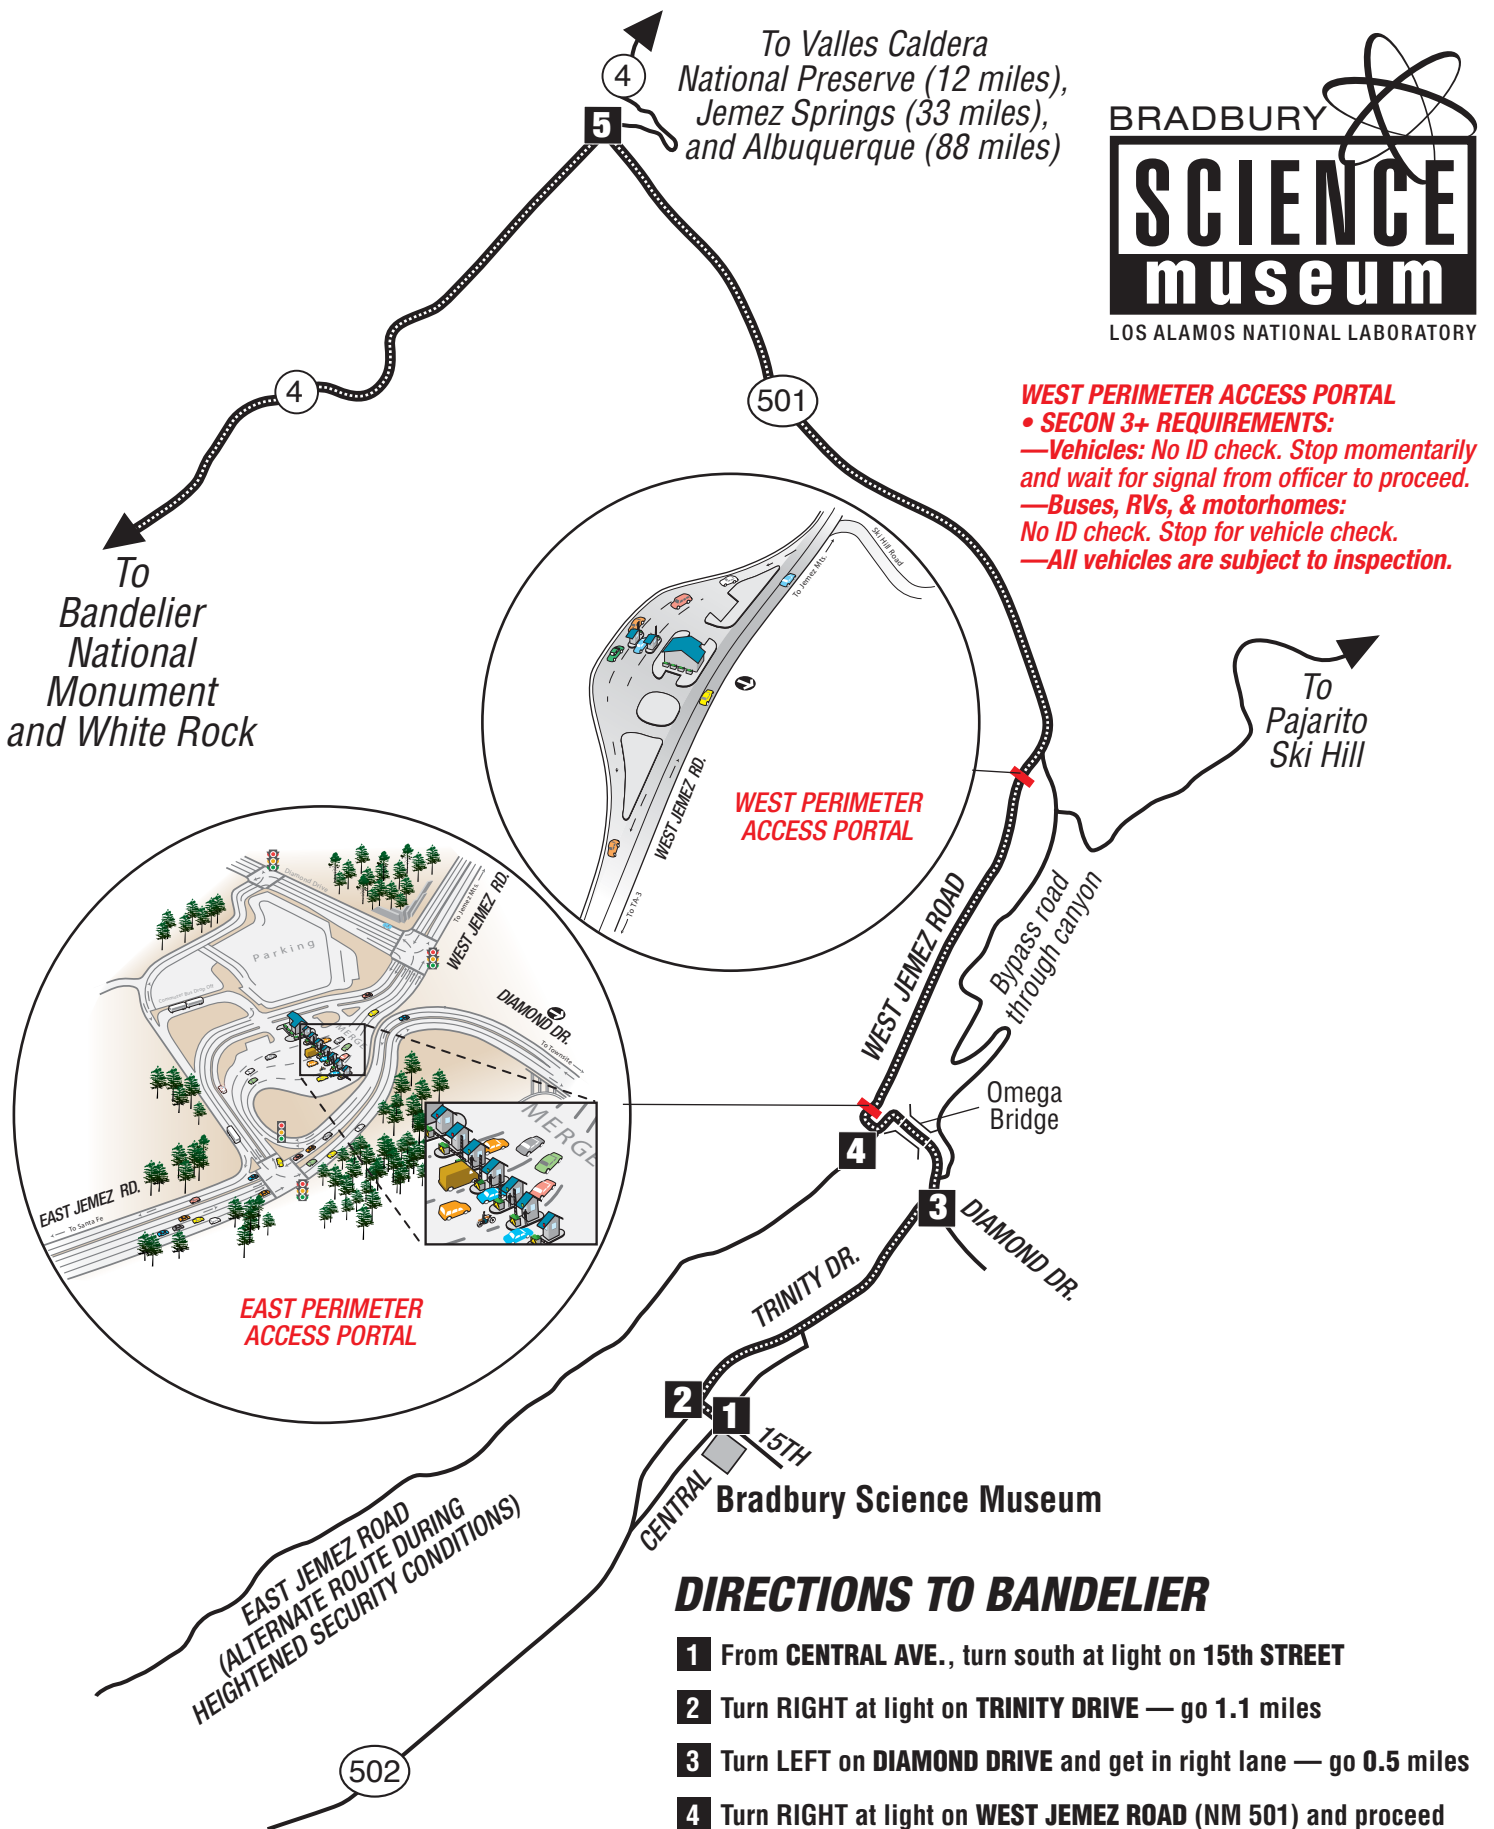 4
To Valles Caldera
National Preserve (12 miles),
Jemez Springs (33 miles),
and Albuquerque (88 miles)
5
BRADBURY
SCIENCE
museum
LOS ALAMOS NATIONAL LABORATORY
4
501
WEST PERIMETER ACCESS PORTAL
• SECON 3+ REQUIREMENTS:
—Vehicles: No ID check. Stop momentarily
and wait for signal from officer to proceed.
—Buses, RVs, & motorhomes:
No ID check. Stop for vehicle check.
—All vehicles are subject to inspection.
To
Bandelier
National
Monument
and White Rock
Ski Hill Road
To Jemez Mts.
WEST JEMEZ RD.
To TA-3
WEST PERIMETER
ACCESS PORTAL
To
Pajarito
Ski Hill
WEST JEMEZ ROAD
Bypass road
through canyon
Diamond Drive
To Jemez Mts.
WEST JEMEZ RD.
Parking
Commuter Bus Drop Off
MERGE
DIAMOND DR.
To Townsite
MERGE
EAST JEMEZ RD.
To Santa Fe
EAST PERIMETER
ACCESS PORTAL
Omega
Bridge
4
3
DIAMOND DR.
TRINITY DR.
2
1
15TH
CENTRAL
Bradbury Science Museum
EAST JEMEZ ROAD
(ALTERNATE ROUTE DURING
HEIGHTENED SECURITY CONDITIONS)
502
DIRECTIONS TO BANDELIER
1 From CENTRAL AVE., turn south at light on 15th STREET
2 Turn RIGHT at light on TRINITY DRIVE — go 1.1 miles
3 Turn LEFT on DIAMOND DRIVE and get in right lane — go 0.5 miles
4 Turn RIGHT at light on WEST JEMEZ ROAD (NM 501) and proceed